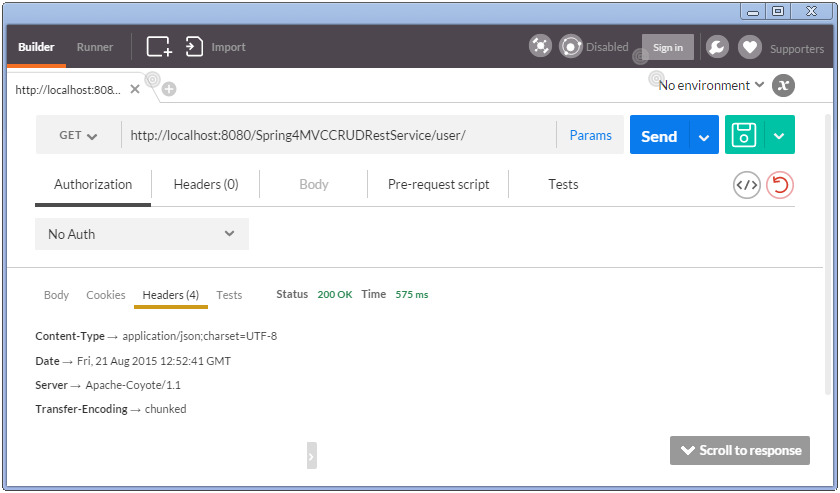 Builder Runner Import Disabled Sign in Supporters
http://localhost:808... No environment x
GET http://localhost:8080/Spring4MVCCRUDRestService/user/ Params Send
Authorization Headers (0) Body Pre-request script Tests </>
No Auth
Body Cookies Headers (4) Tests Status 200 OK Time 575 ms
Content-Type → application/json;charset=UTF-8
Date → Fri, 21 Aug 2015 12:52:41 GMT
Server → Apache-Coyote/1.1
Transfer-Encoding → chunked
Scroll to response